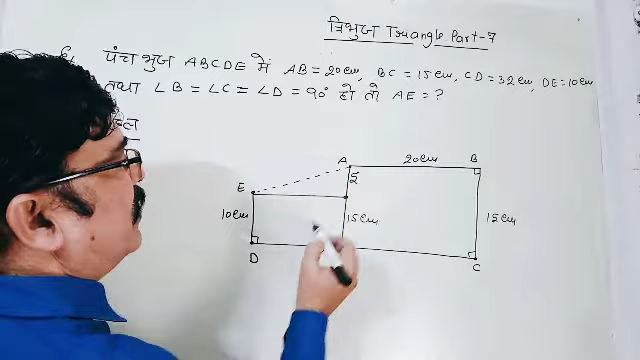 त्रिभुज Triangle Part-7
पंचभुज ABCDE में AB=20cm, BC=15cm, CD=32cm, DE=10cm
तथा ∠B=∠C=∠D=90° हो तो AE=?
हल
A 20cm B
5
E
10cm 15cm 15cm
D C